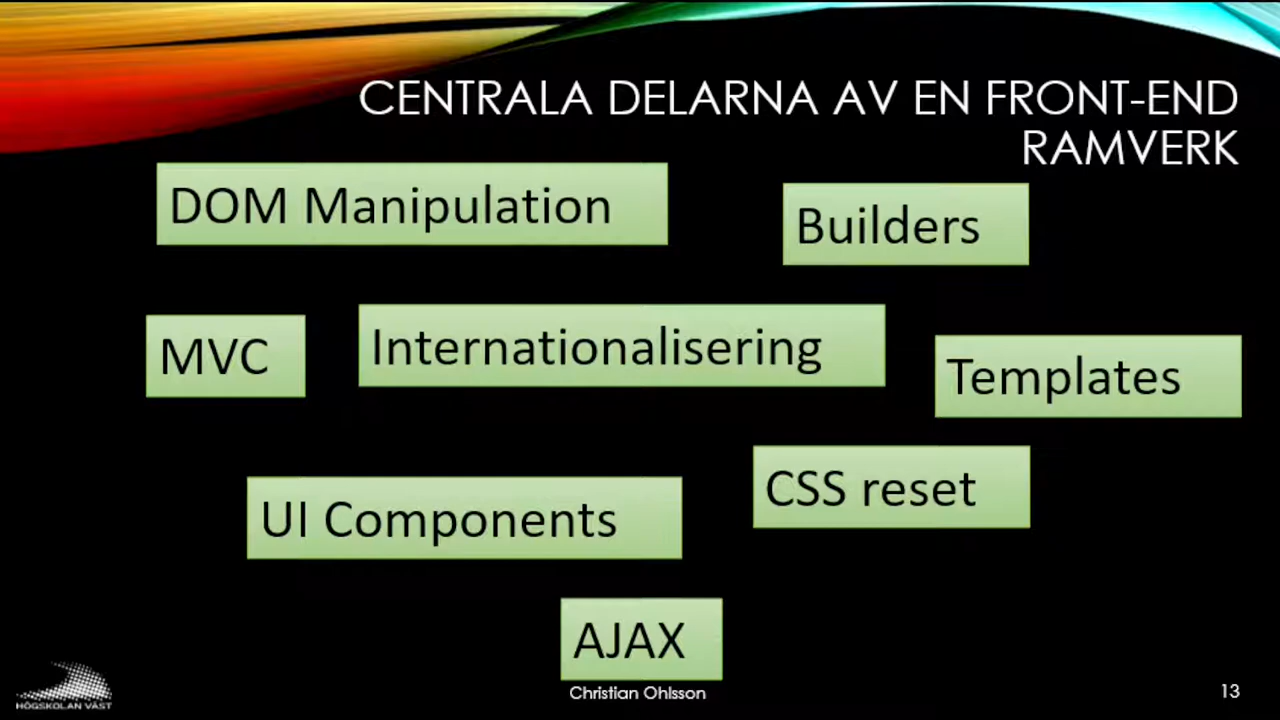 CENTRALA DELARNA AV EN FRONT-END
RAMVERK
DOM Manipulation
Builders
MVC
Internationalisering
Templates
CSS reset
UI Components
AJAX
HÖGSKOLAN VÄST
Christian Ohlsson
13